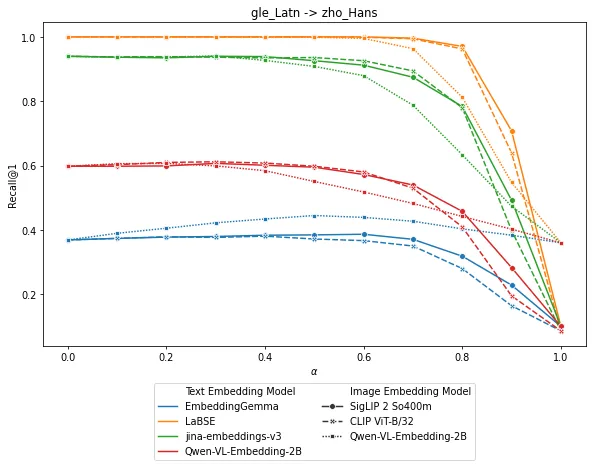 gle_Latn -> zho_Hans
Recall@1
1.0
0.8
0.6
0.4
0.2
0.0 0.2 0.4 0.6 0.8 1.0
α
Text Embedding Model Image Embedding Model
EmbeddingGemma SigLIP 2 So400m
LaBSE CLIP ViT-B/32
jina-embeddings-v3 Qwen-VL-Embedding-2B
Qwen-VL-Embedding-2B